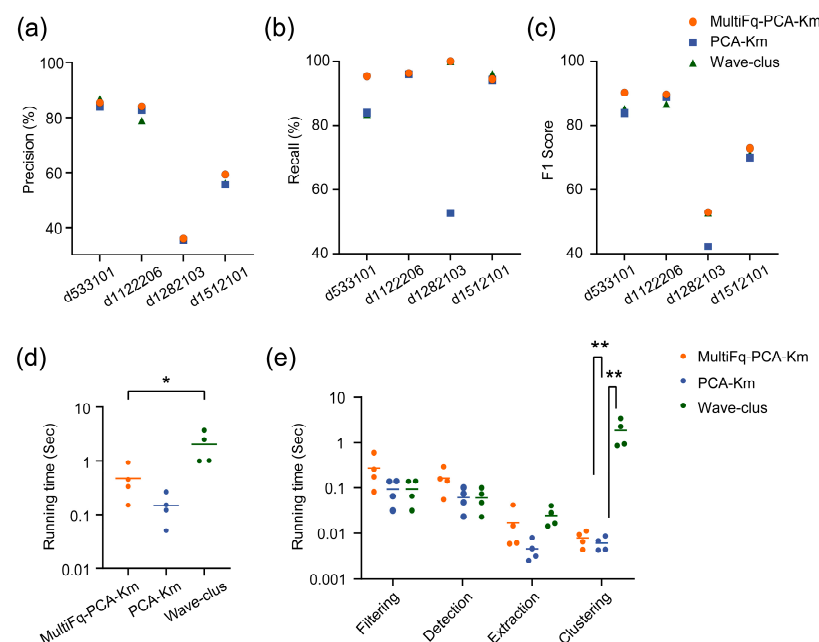 (a)
(b)
(c)
MultiFq-PCA-Km
PCA-Km
Wave-clus
100
80
60
40
Precision (%)
d533101
d1122206
d1282103
d1512101
100
80
60
40
Recall (%)
d533101
d1122206
d1282103
d1512101
100
80
60
40
F1 Score
d533101
d1122206
d1282103
d1512101
(d)
*
10
1
0.1
0.01
Running time (Sec)
MultiFq-PCA-Km
PCA-Km
Wave-clus
(e)
**
**
MultiFq-PCA-Km
PCA-Km
Wave-clus
10
1
0.1
0.01
0.001
Running time (Sec)
Filtering
Detection
Extraction
Clustering